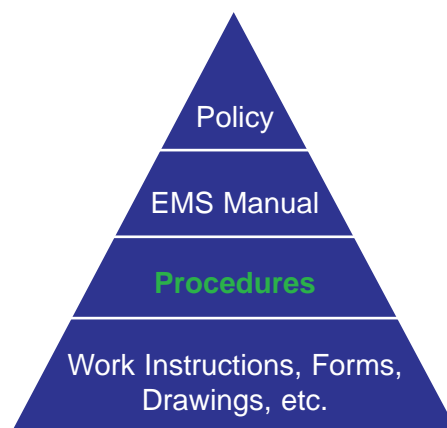 Policy
EMS Manual
Procedures
Work Instructions, Forms,
Drawings, etc.